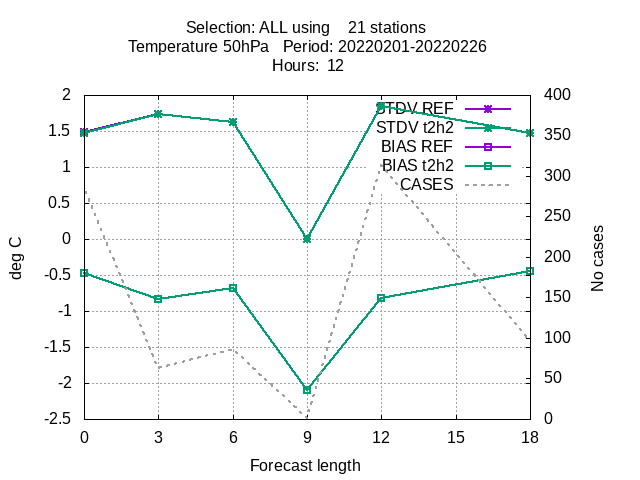 Selection: ALL using    21 stations
Temperature 50hPa   Period: 20220201-20220226
Hours:  12
2
1.5
1
0.5
0
-0.5
-1
-1.5
-2
-2.5
400
350
300
250
200
150
100
50
0
STDV REF
STDV t2h2
BIAS REF
BIAS t2h2
CASES
deg C
No cases
0 3 6 9 12 15 18
Forecast length